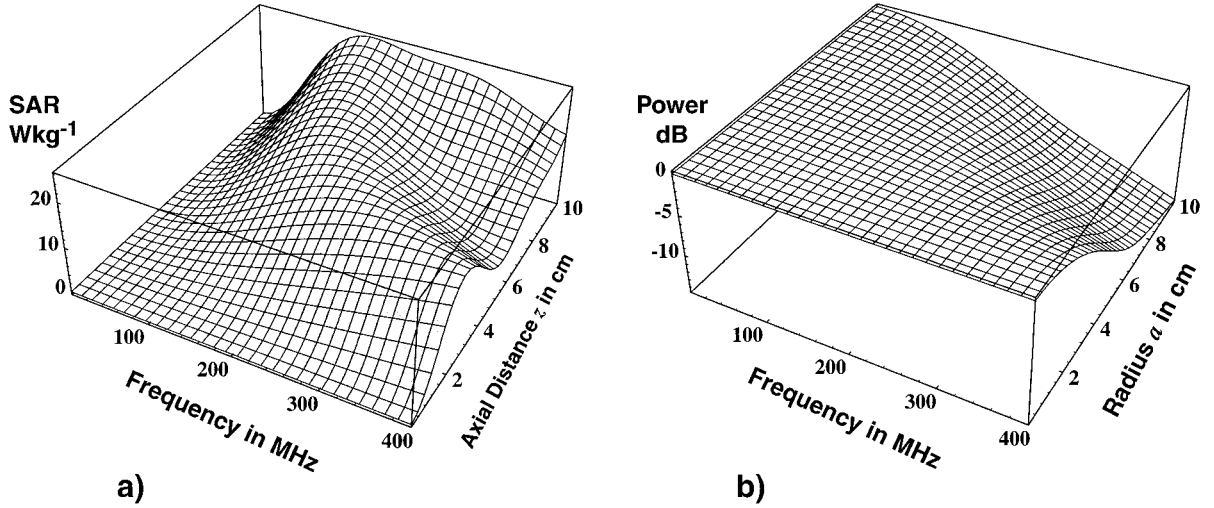 SAR
Wkg-1
20
10
0
100
200
300
400
Frequency in MHz
2
4
6
8
10
Axial Distance z in cm
a)
Power
dB
0
-5
-10
100
200
300
400
Frequency in MHz
2
4
6
8
10
Radius a in cm
b)